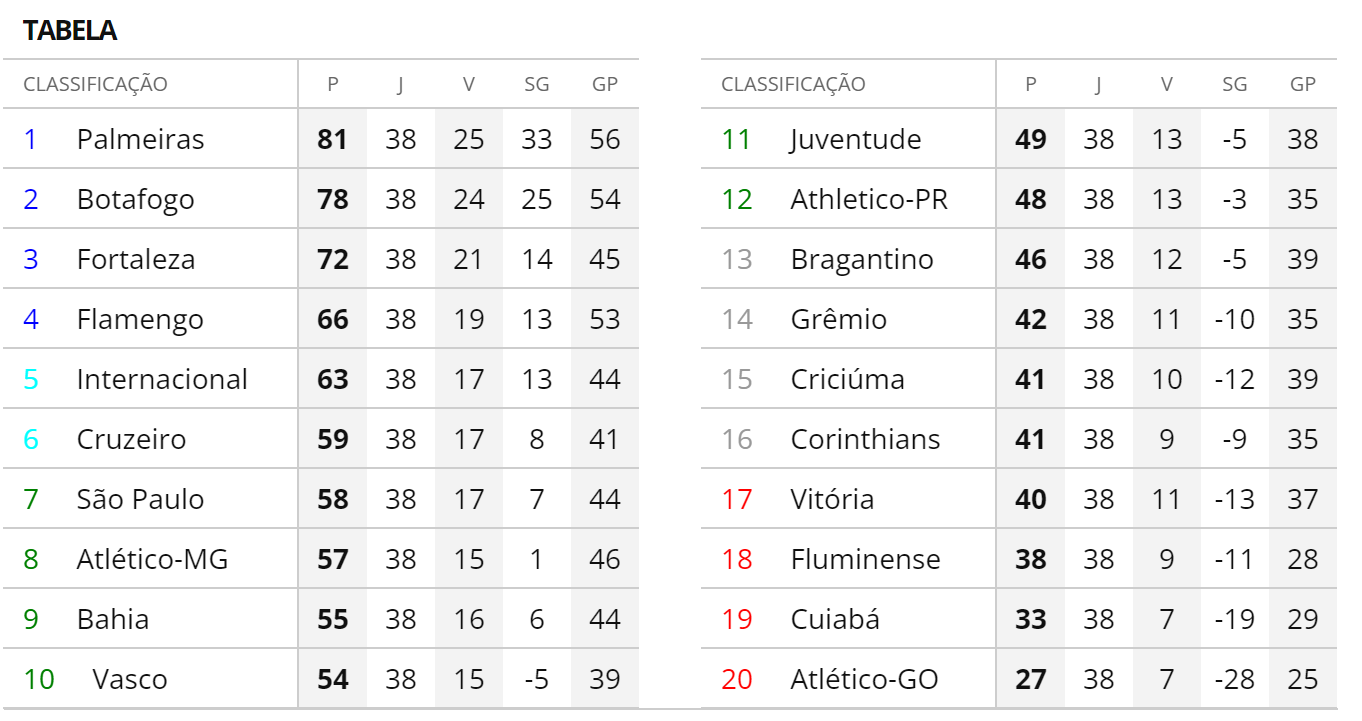 TABELA
CLASSIFICAÇÃO P J V SG GP
1 Palmeiras 81 38 25 33 56
2 Botafogo 78 38 24 25 54
3 Fortaleza 72 38 21 14 45
4 Flamengo 66 38 19 13 53
5 Internacional 63 38 17 13 44
6 Cruzeiro 59 38 17 8 41
7 São Paulo 58 38 17 7 44
8 Atlético-MG 57 38 15 1 46
9 Bahia 55 38 16 6 44
10 Vasco 54 38 15 -5 39
CLASSIFICAÇÃO P J V SG GP
11 Juventude 49 38 13 -5 38
12 Athletico-PR 48 38 13 -3 35
13 Bragantino 46 38 12 -5 39
14 Grêmio 42 38 11 -10 35
15 Criciúma 41 38 10 -12 39
16 Corinthians 41 38 9 -9 35
17 Vitória 40 38 11 -13 37
18 Fluminense 38 38 9 -11 28
19 Cuiabá 33 38 7 -19 29
20 Atlético-GO 27 38 7 -28 25